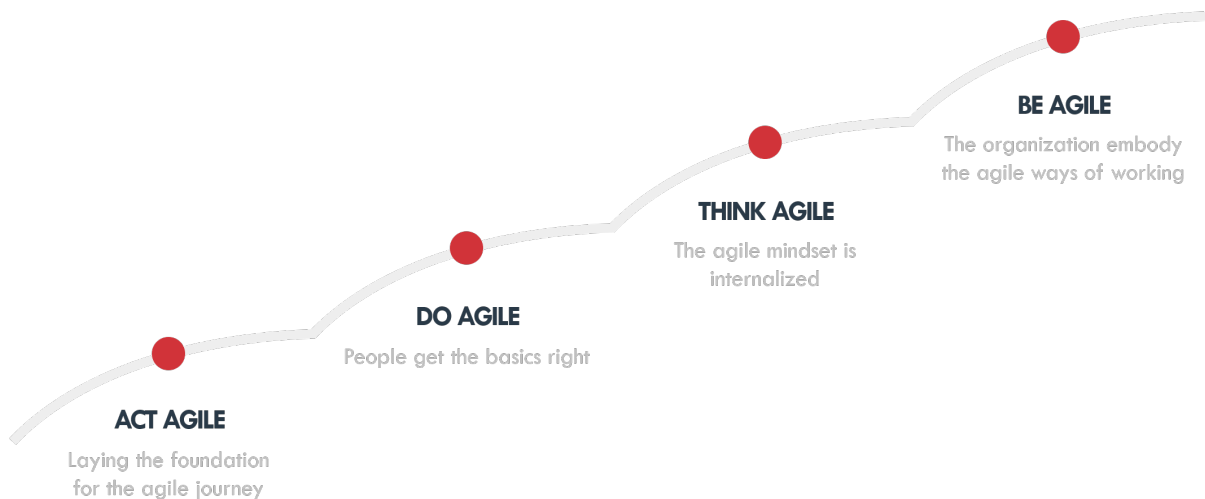 ACT AGILE
Laying the foundation
for the agile journey
DO AGILE
People get the basics right
THINK AGILE
The agile mindset is
internalized
BE AGILE
The organization embody
the agile ways of working